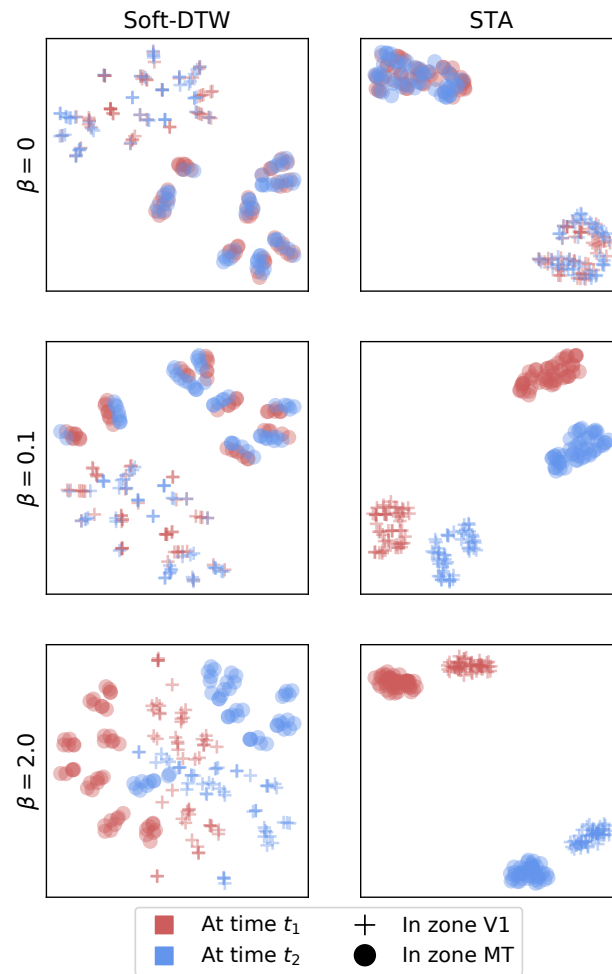 Soft-DTW STA
β = 0
β = 0.1
β = 2.0
At time t₁ In zone V1
At time t₂ In zone MT